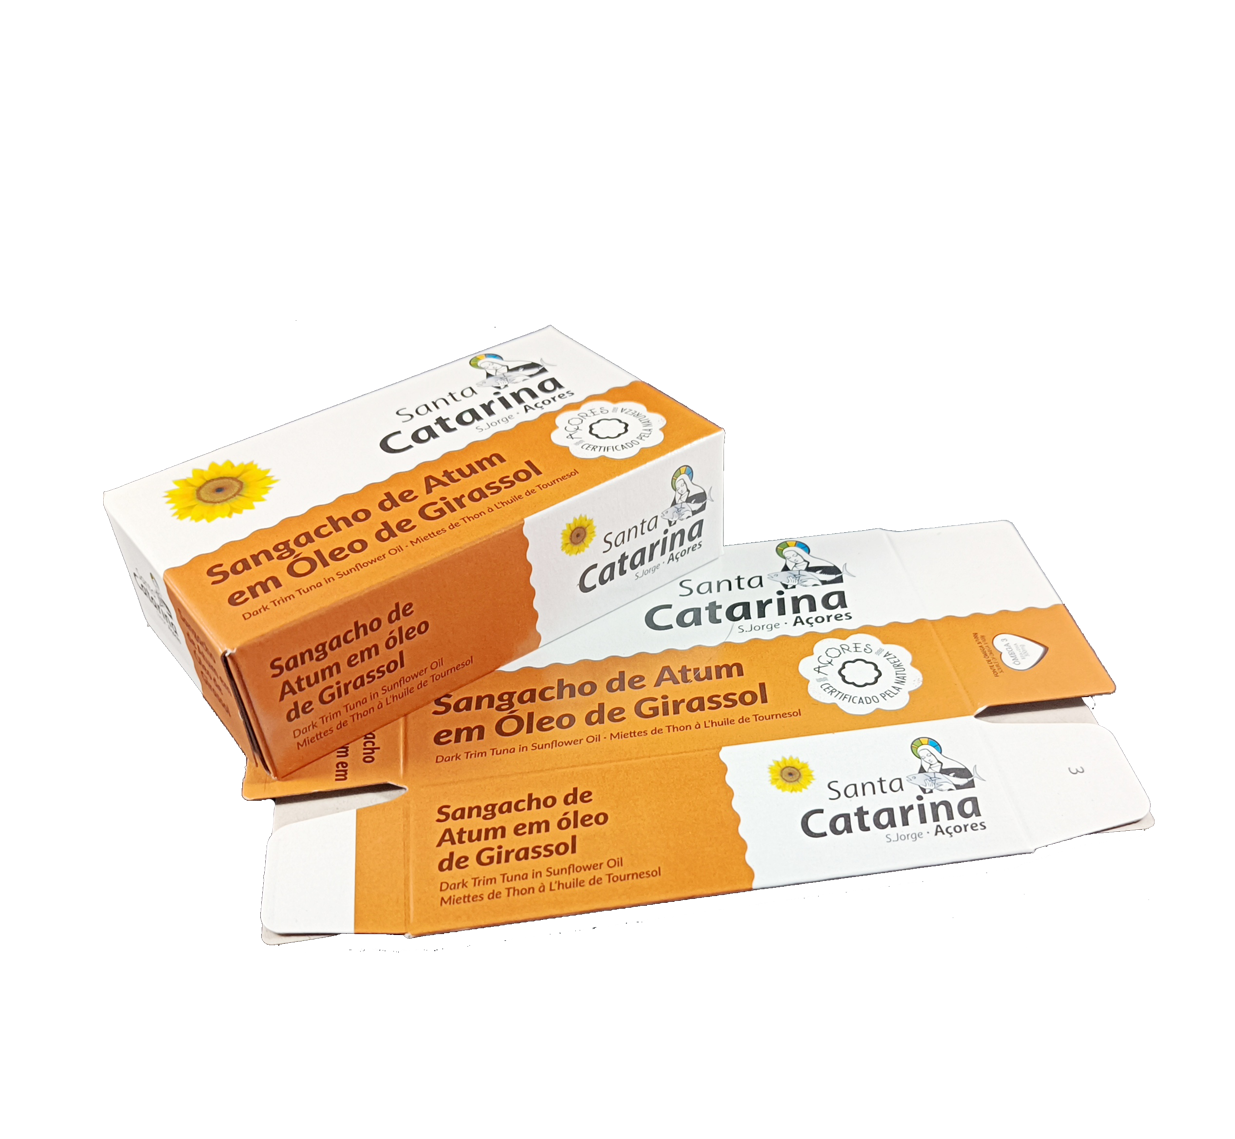 Santa
Catarina
S.Jorge · Açores
AÇORES
CERTIFICADO PELA NATUREZA
Sangacho de Atum
em Óleo de Girassol
Dark Trim Tuna in Sunflower Oil · Miettes de Thon à L'huile de Tournesol
Santa
Catarina
S.Jorge · Açores
Sangacho de
Atum em óleo
de Girassol
Dark Trim Tuna in Sunflower Oil
Miettes de Thon à L'huile de Tournesol
Santa
Catarina
S.Jorge · Açores
AÇORES
CERTIFICADO PELA NATUREZA
Sangacho de Atum
em Óleo de Girassol
Dark Trim Tuna in Sunflower Oil · Miettes de Thon à L'huile de Tournesol
OMEGA 3
Santa
Catarina
S.Jorge · Açores
3
Sangacho de
Atum em óleo
de Girassol
Dark Trim Tuna in Sunflower Oil
Miettes de Thon à L'huile de Tournesol